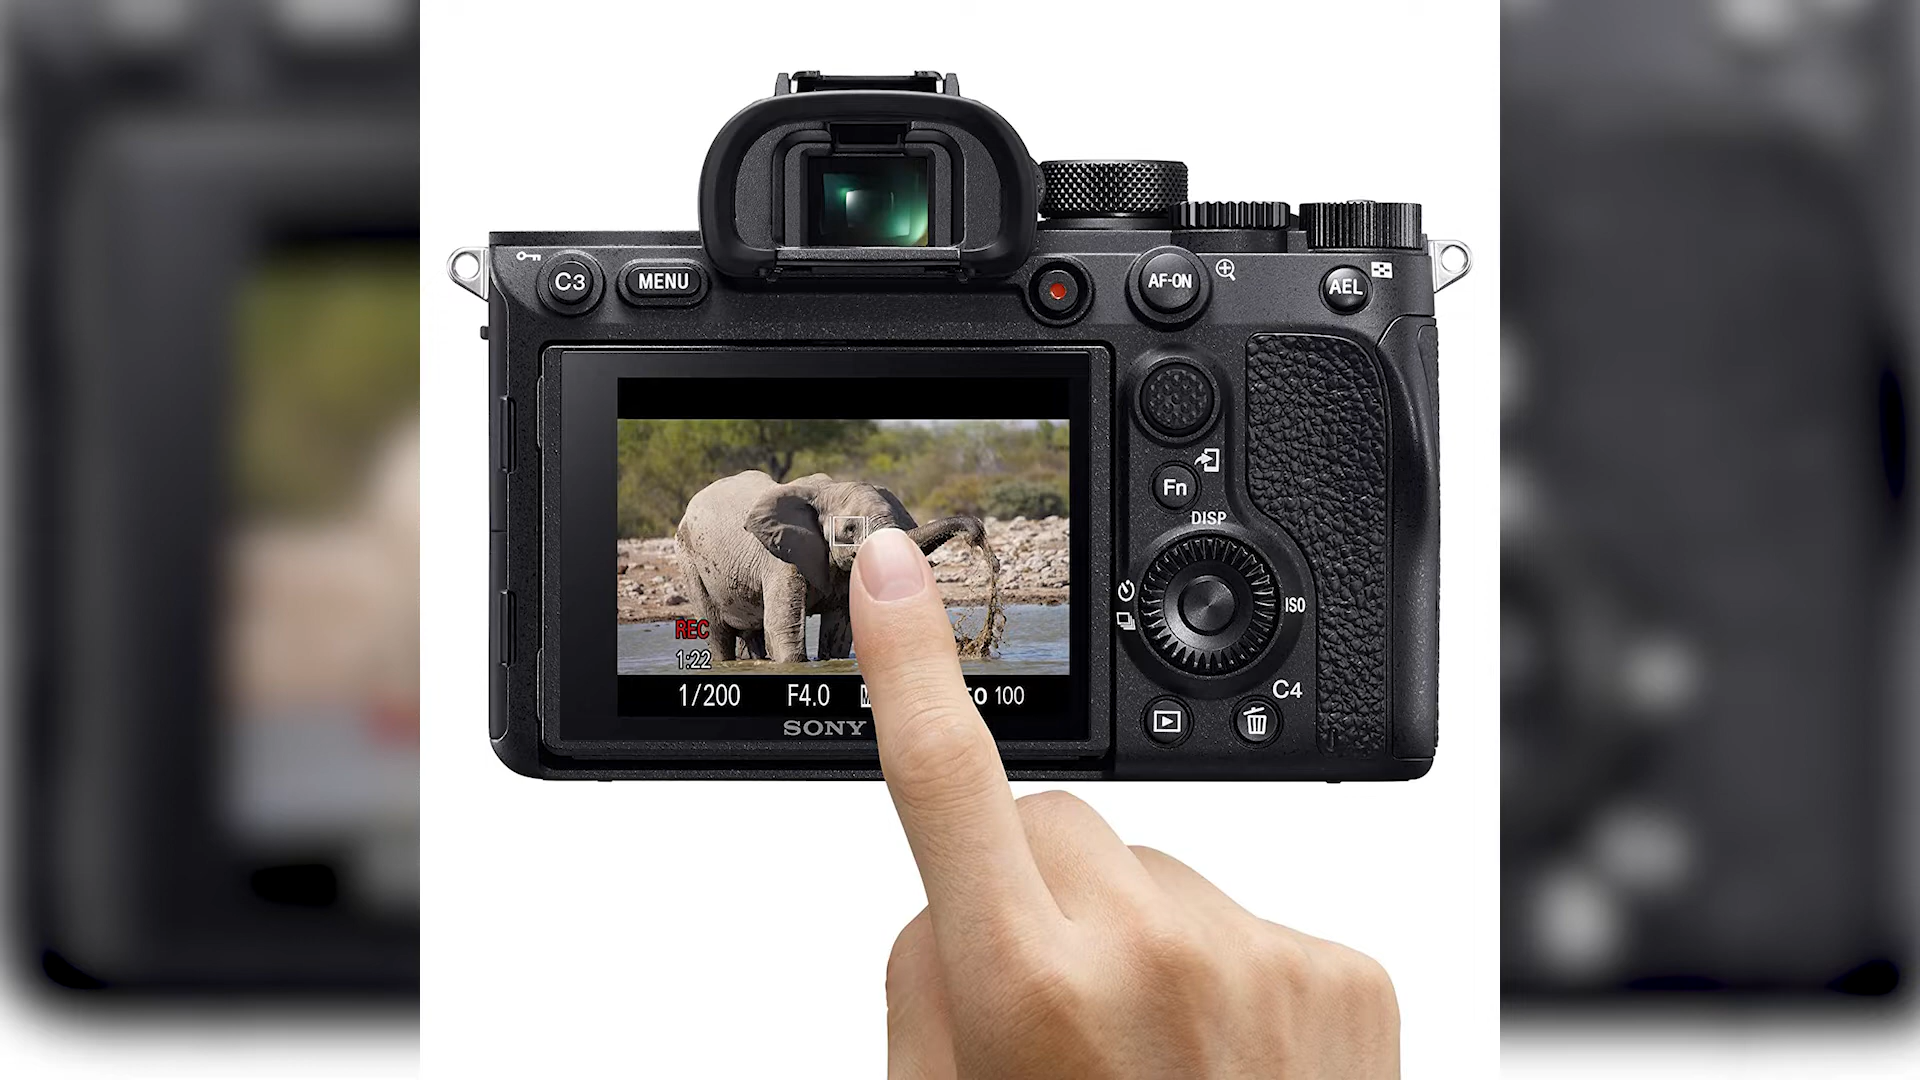 C3
MENU
AF-ON
AEL
Fn
DISP
ISO
REC
1:22
1/200 F4.0 100
SONY
C4